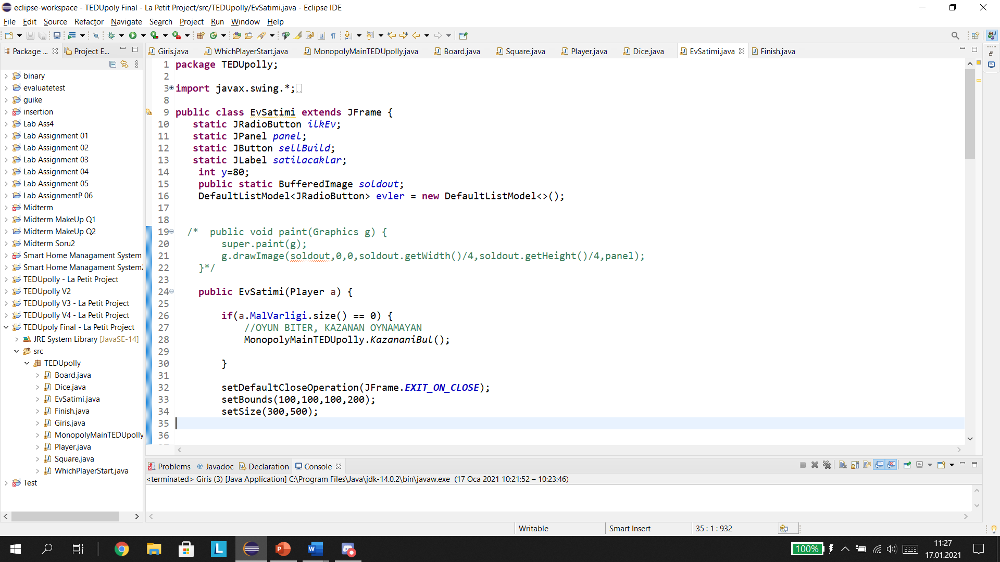 eclipse-workspace - TEDUpoly Final - La Petit Project/src/TEDUpolly/EvSatimi.java - Eclipse IDE
File Edit Source Refactor Navigate Search Project Run Window Help
Package ... Project E...
binary
evaluatetest
guike
insertion
Lab Ass4
Lab Assignment 01
Lab Assignment 02
Lab Assignment 03
Lab Assignment 04
Lab Assignment 05
Lab AssignmentP 06
Midterm
Midterm MakeUp Q1
Midterm MakeUp Q2
Midterm Soru2
Smart Home Managament System
Smart Home Managament System2
TEDUpolly - La Petit Project
TEDUpolly V2
TEDUpolly V3 - La Petit Project
TEDUpolly V4 - La Petit Project
TEDUpoly Final - La Petit Project
JRE System Library [JavaSE-14]
src
TEDUpolly
Board.java
Dice.java
EvSatimi.java
Finish.java
Giris.java
MonopolyMainTEDUpolly
Player.java
Square.java
WhichPlayerStart.java
Test
Giris.java WhichPlayerStart.java MonopolyMainTEDUpolly.java Board.java Square.java Player.java Dice.java EvSatimi.java Finish.java
1 package TEDUpolly;
2
3 import javax.swing.*;
8
9 public class EvSatimi extends JFrame {
10 static JRadioButton ilkEv;
11 static JPanel panel;
12 static JButton sellBuild;
13 static JLabel satilacaklar;
14 int y=80;
15 public static BufferedImage soldout;
16 DefaultListModel<JRadioButton> evler = new DefaultListModel<>();
17
18
19 /* public void paint(Graphics g) {
20 super.paint(g);
21 g.drawImage(soldout,0,0,soldout.getWidth()/4,soldout.getHeight()/4,panel);
22 }*/
23
24 public EvSatimi(Player a) {
25
26 if(a.MalVarligi.size() == 0) {
27 //OYUN BITER, KAZANAN OYNAMAYAN
28 MonopolyMainTEDUpolly.KazananiBul();
29
30 }
31
32 setDefaultCloseOperation(JFrame.EXIT_ON_CLOSE);
33 setBounds(100,100,100,200);
34 setSize(300,500);
35
36
Problems @ Javadoc Declaration Console
<terminated> Giris (3) [Java Application] C:\Program Files\Java\jdk-14.0.2\bin\javaw.exe (17 Oca 2021 10:21:52 – 10:23:46)
Writable Smart Insert 35 : 1 : 932
100%
11:27
17.01.2021